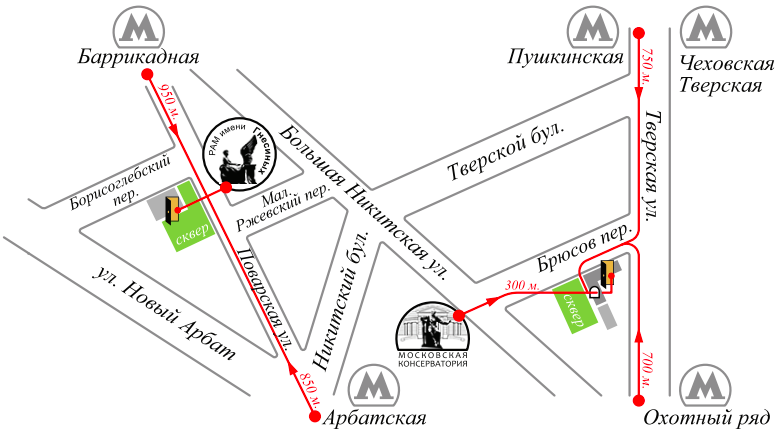 М
Баррикадная
М
Пушкинская
М
Чеховская
Тверская
950 м.
750 м.
РАМ имени
Гнесиных
Большая Никитская ул.
Тверской бул.
Тверская ул.
Борисоглебский
пер.
Мал.
Ржевский пер.
сквер
Поварская ул.
Никитский бул.
Брюсов пер.
ул. Новый Арбат
300 м.
сквер
МОСКОВСКАЯ
КОНСЕРВАТОРИЯ
850 м.
700 м.
М
Арбатская
М
Охотный ряд